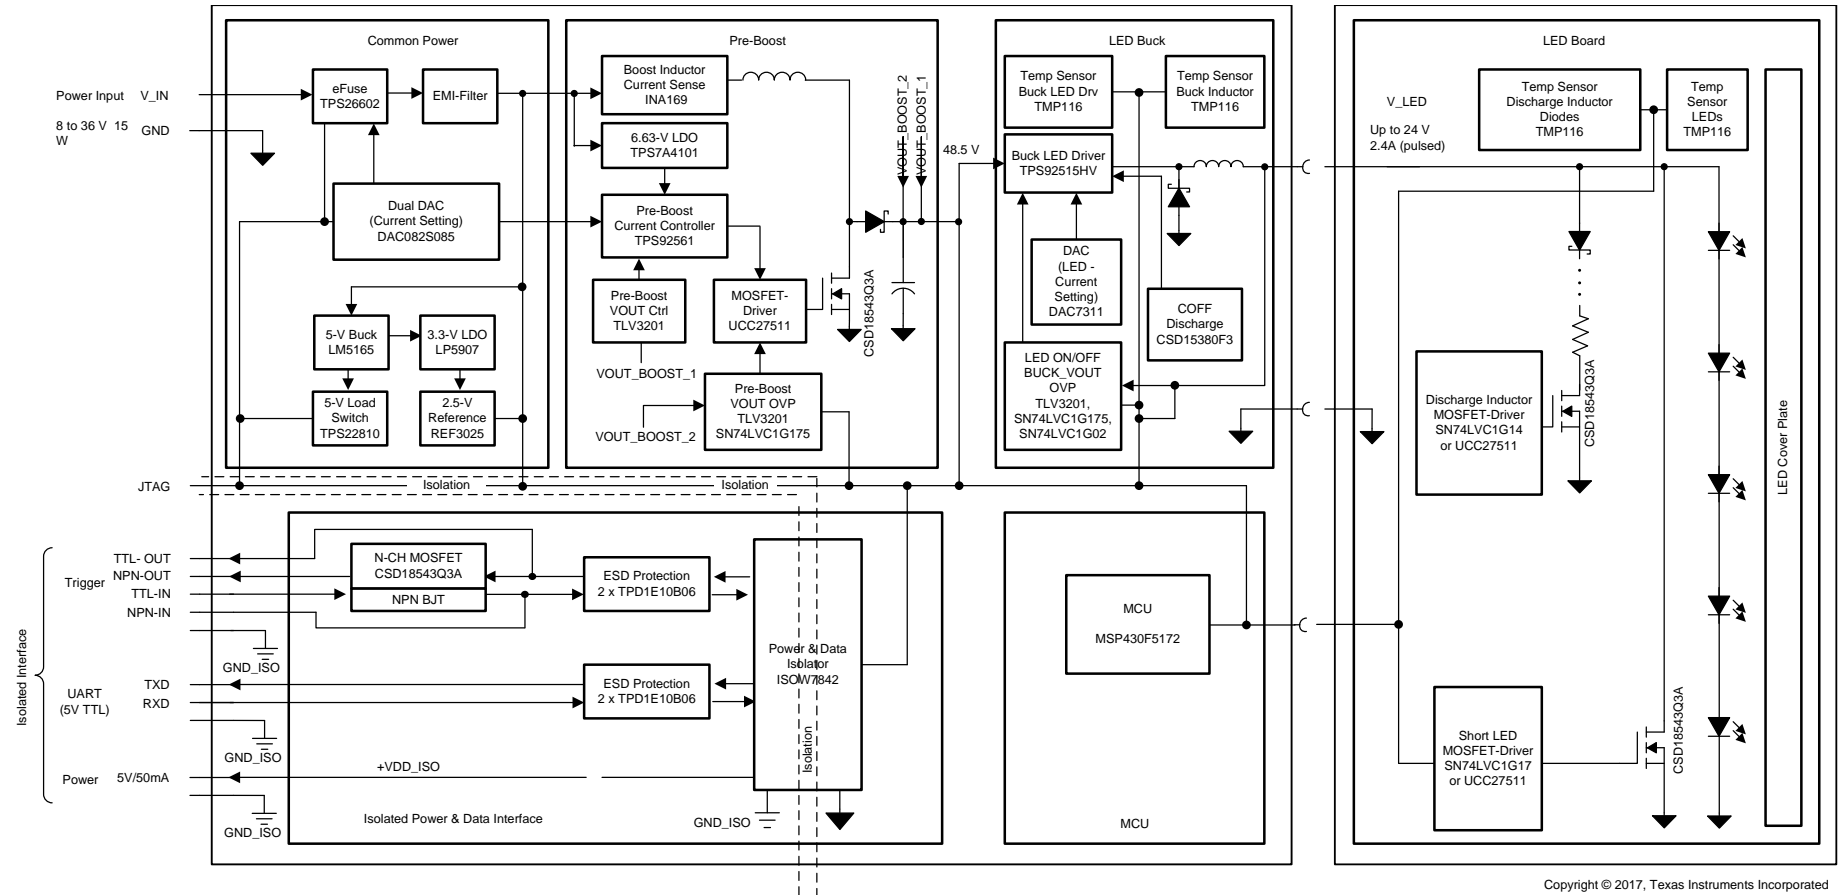 Common Power
Pre-Boost
LED Buck
LED Board
Power Input
V_IN
8 to 36 V 15
W
GND
eFuse
TPS26602
EMI-Filter
Dual DAC
(Current Setting)
DAC082S085
5-V Buck
LM5165
3.3-V LDO
LP5907
5-V Load
Switch
TPS22810
2.5-V
Reference
REF3025
Boost Inductor
Current Sense
INA169
6.63-V LDO
TPS7A4101
Pre-Boost
Current Controller
TPS92561
Pre-Boost
VOUT Ctrl
TLV3201
MOSFET-
Driver
UCC27511
VOUT_BOOST_1
Pre-Boost
VOUT OVP
TLV3201
SN74LVC1G175
VOUT_BOOST_2
CSD18543Q3A
VOUT_BOOST_2
VOUT_BOOST_1
48.5 V
Temp Sensor
Buck LED Drv
TMP116
Temp Sensor
Buck Inductor
TMP116
Buck LED Driver
TPS92515HV
DAC
(LED -
Current
Setting)
DAC7311
COFF
Discharge
CSD15380F3
LED ON/OFF
BUCK_VOUT
OVP
TLV3201,
SN74LVC1G175,
SN74LVC1G02
V_LED
Up to 24 V
2.4A (pulsed)
Temp Sensor
Discharge Inductor
Diodes
TMP116
Temp
Sensor
LEDs
TMP116
Discharge Inductor
MOSFET-Driver
SN74LVC1G14
or UCC27511
CSD18543Q3A
LED Cover Plate
Short LED
MOSFET-Driver
SN74LVC1G17
or UCC27511
CSD18543Q3A
JTAG
Isolation
Isolation
Isolated Interface
Trigger
TTL- OUT
NPN-OUT
TTL-IN
NPN-IN
GND_ISO
UART
(5V TTL)
TXD
RXD
GND_ISO
Power
5V/50mA
GND_ISO
N-CH MOSFET
CSD18543Q3A
NPN BJT
ESD Protection
2 x TPD1E10B06
ESD Protection
2 x TPD1E10B06
Power & Data
Isolator
ISOW7842
Isolation
+VDD_ISO
GND_ISO
Isolated Power & Data Interface
MCU
MSP430F5172
MCU
Copyright © 2017, Texas Instruments Incorporated